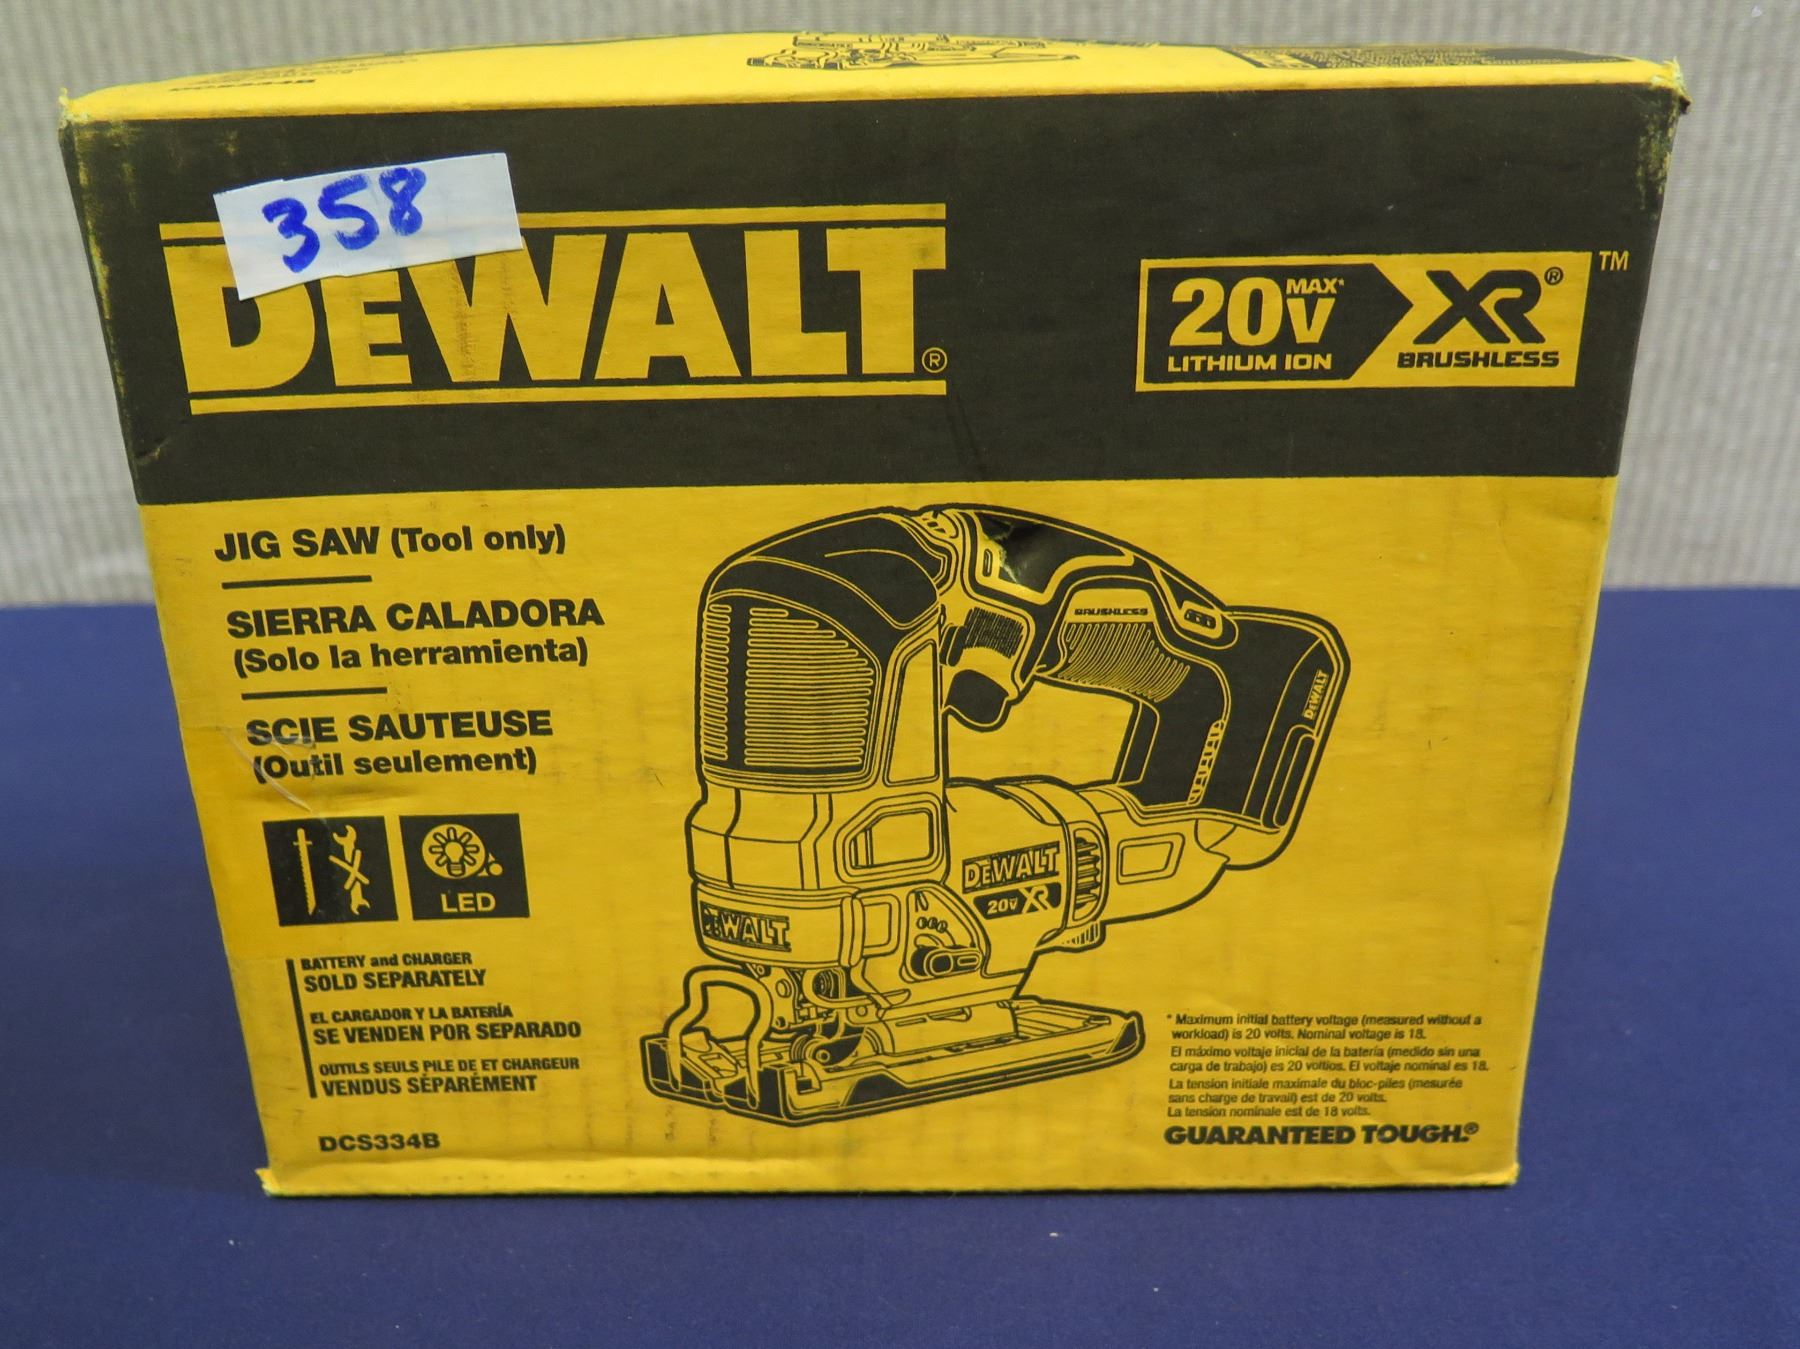 358
DEWALT®
20V MAX* XR® ™
LITHIUM ION BRUSHLESS
JIG SAW (Tool only)
SIERRA CALADORA
(Solo la herramienta)
SCIE SAUTEUSE
(Outil seulement)
LED
BRUSHLESS
DEWALT
DEWALT
20V XR
DEWALT
BATTERY and CHARGER
SOLD SEPARATELY
EL CARGADOR Y LA BATERÍA
SE VENDEN POR SEPARADO
OUTILS SEULS PILE DE ET CHARGEUR
VENDUS SÉPARÉMENT
DCS334B
* Maximum initial battery voltage (measured without a
workload) is 20 volts. Nominal voltage is 18.
El máximo voltaje inicial de la batería (medido sin una
carga de trabajo) es 20 voltios. El voltaje nominal es 18.
La tension initiale maximale du bloc-piles (mesurée
sans charge de travail) est de 20 volts.
La tension nominale est de 18 volts.
GUARANTEED TOUGH.®